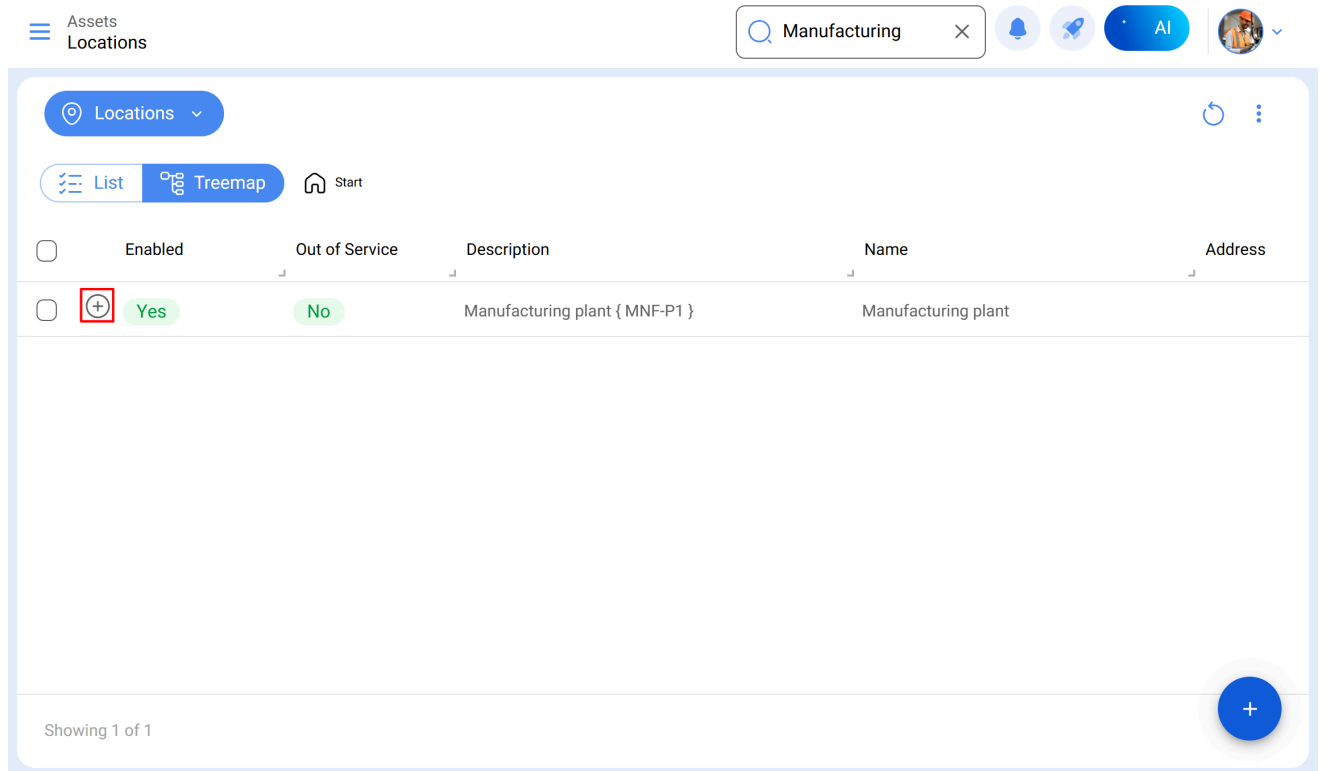 Assets
Locations
Manufacturing
AI
Locations
List
Treemap
Start
Enabled
Out of Service
Description
Name
Address
Yes
No
Manufacturing plant { MNF-P1 }
Manufacturing plant
Showing 1 of 1